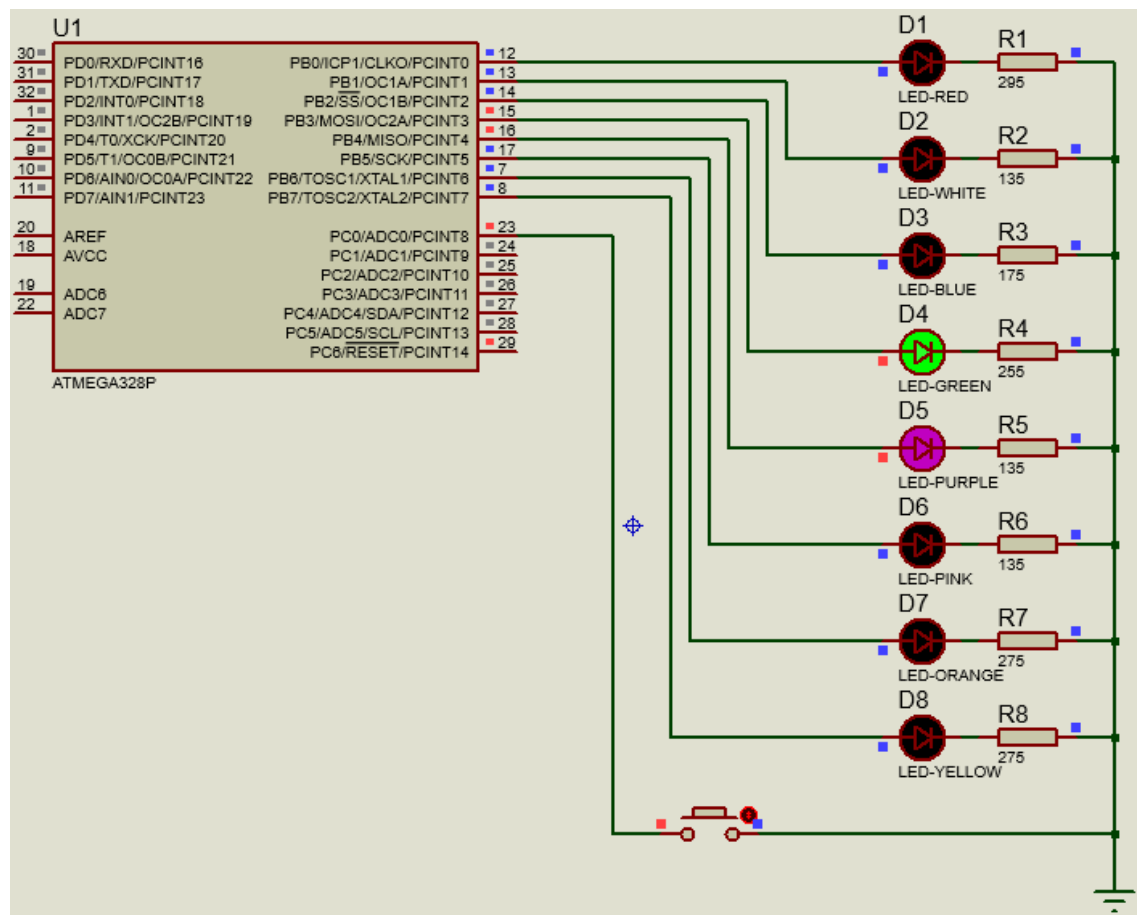 U1
30 PD0/RXD/PCINT16 PB0/ICP1/CLKO/PCINT0 12
31 PD1/TXD/PCINT17 PB1/OC1A/PCINT1 13
32 PD2/INT0/PCINT18 PB2/SS/OC1B/PCINT2 14
1 PD3/INT1/OC2B/PCINT19 PB3/MOSI/OC2A/PCINT3 15
2 PD4/T0/XCK/PCINT20 PB4/MISO/PCINT4 16
9 PD5/T1/OC0B/PCINT21 PB5/SCK/PCINT5 17
10 PD6/AIN0/OC0A/PCINT22 PB6/TOSC1/XTAL1/PCINT6 7
11 PD7/AIN1/PCINT23 PB7/TOSC2/XTAL2/PCINT7 8
20 AREF PC0/ADC0/PCINT8 23
18 AVCC PC1/ADC1/PCINT9 24
PC2/ADC2/PCINT10 25
19 ADC6 PC3/ADC3/PCINT11 26
22 ADC7 PC4/ADC4/SDA/PCINT12 27
PC5/ADC5/SCL/PCINT13 28
PC6/RESET/PCINT14 29
ATMEGA328P
D1 R1
LED-RED 295
D2 R2
LED-WHITE 135
D3 R3
LED-BLUE 175
D4 R4
LED-GREEN 255
D5 R5
LED-PURPLE 135
D6 R6
LED-PINK 135
D7 R7
LED-ORANGE 275
D8 R8
LED-YELLOW 275